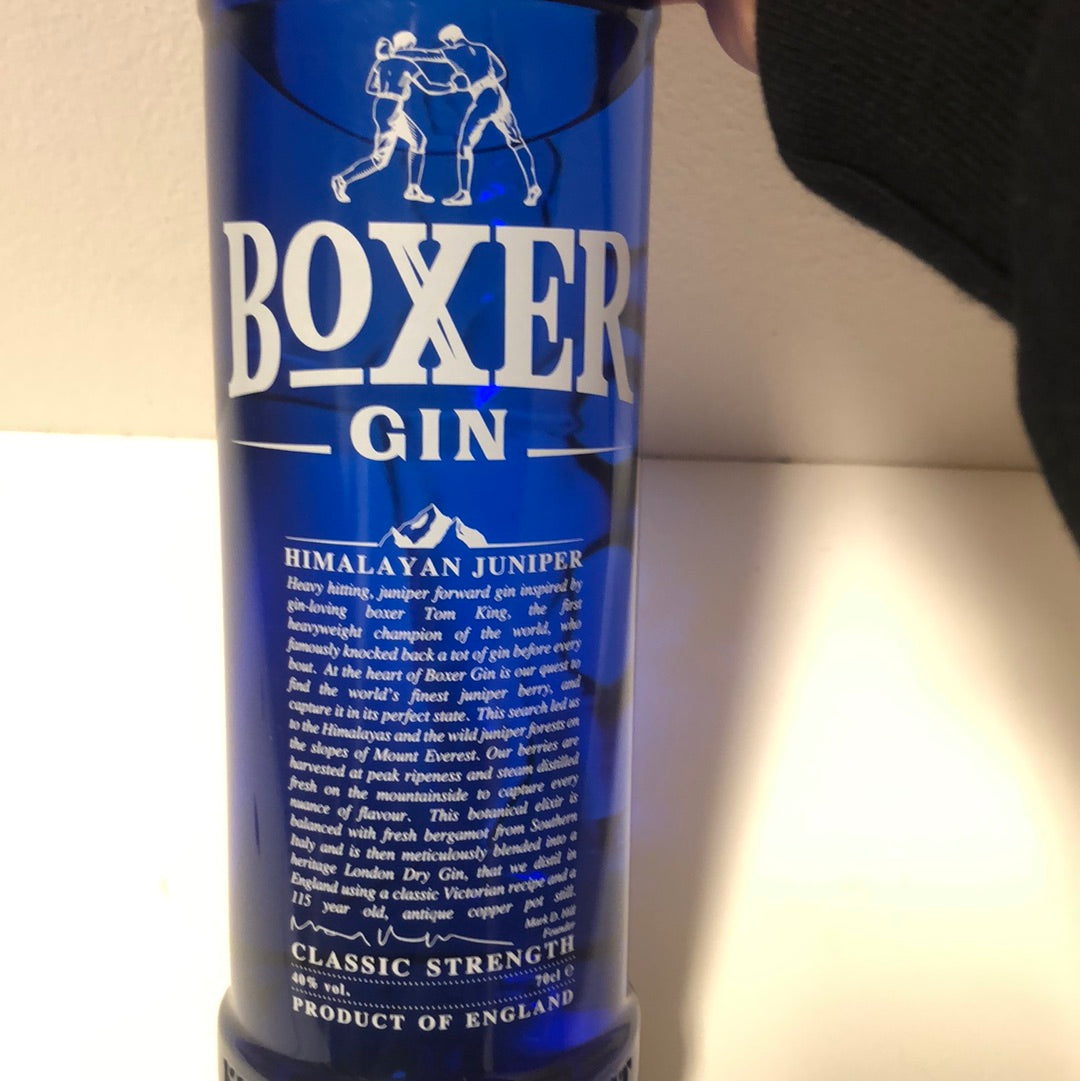 BOXER
GIN
HIMALAYAN JUNIPER
Heavy hitting, juniper forward gin inspired by
gin-loving boxer Tom King, the first
heavyweight champion of the world, who
famously knocked back a tot of gin before every
bout. At the heart of Boxer Gin is our quest to
find the world's finest juniper berry, and
capture it in its perfect state. This search led us
to the Himalayas and the wild juniper forests on
the slopes of Mount Everest. Our berries are
harvested at peak ripeness and steam distilled
fresh on the mountainside to capture every
nuance of flavour. This botanical elixir is
balanced with fresh bergamot from Southern
Italy and is then meticulously blended into a
heritage London Dry Gin, that we distil in
England using a classic Victorian recipe and a
115 year old, antique copper pot still.
Mark D. Hill
Founder
CLASSIC STRENGTH
40% vol. 70cl ℮
PRODUCT OF ENGLAND